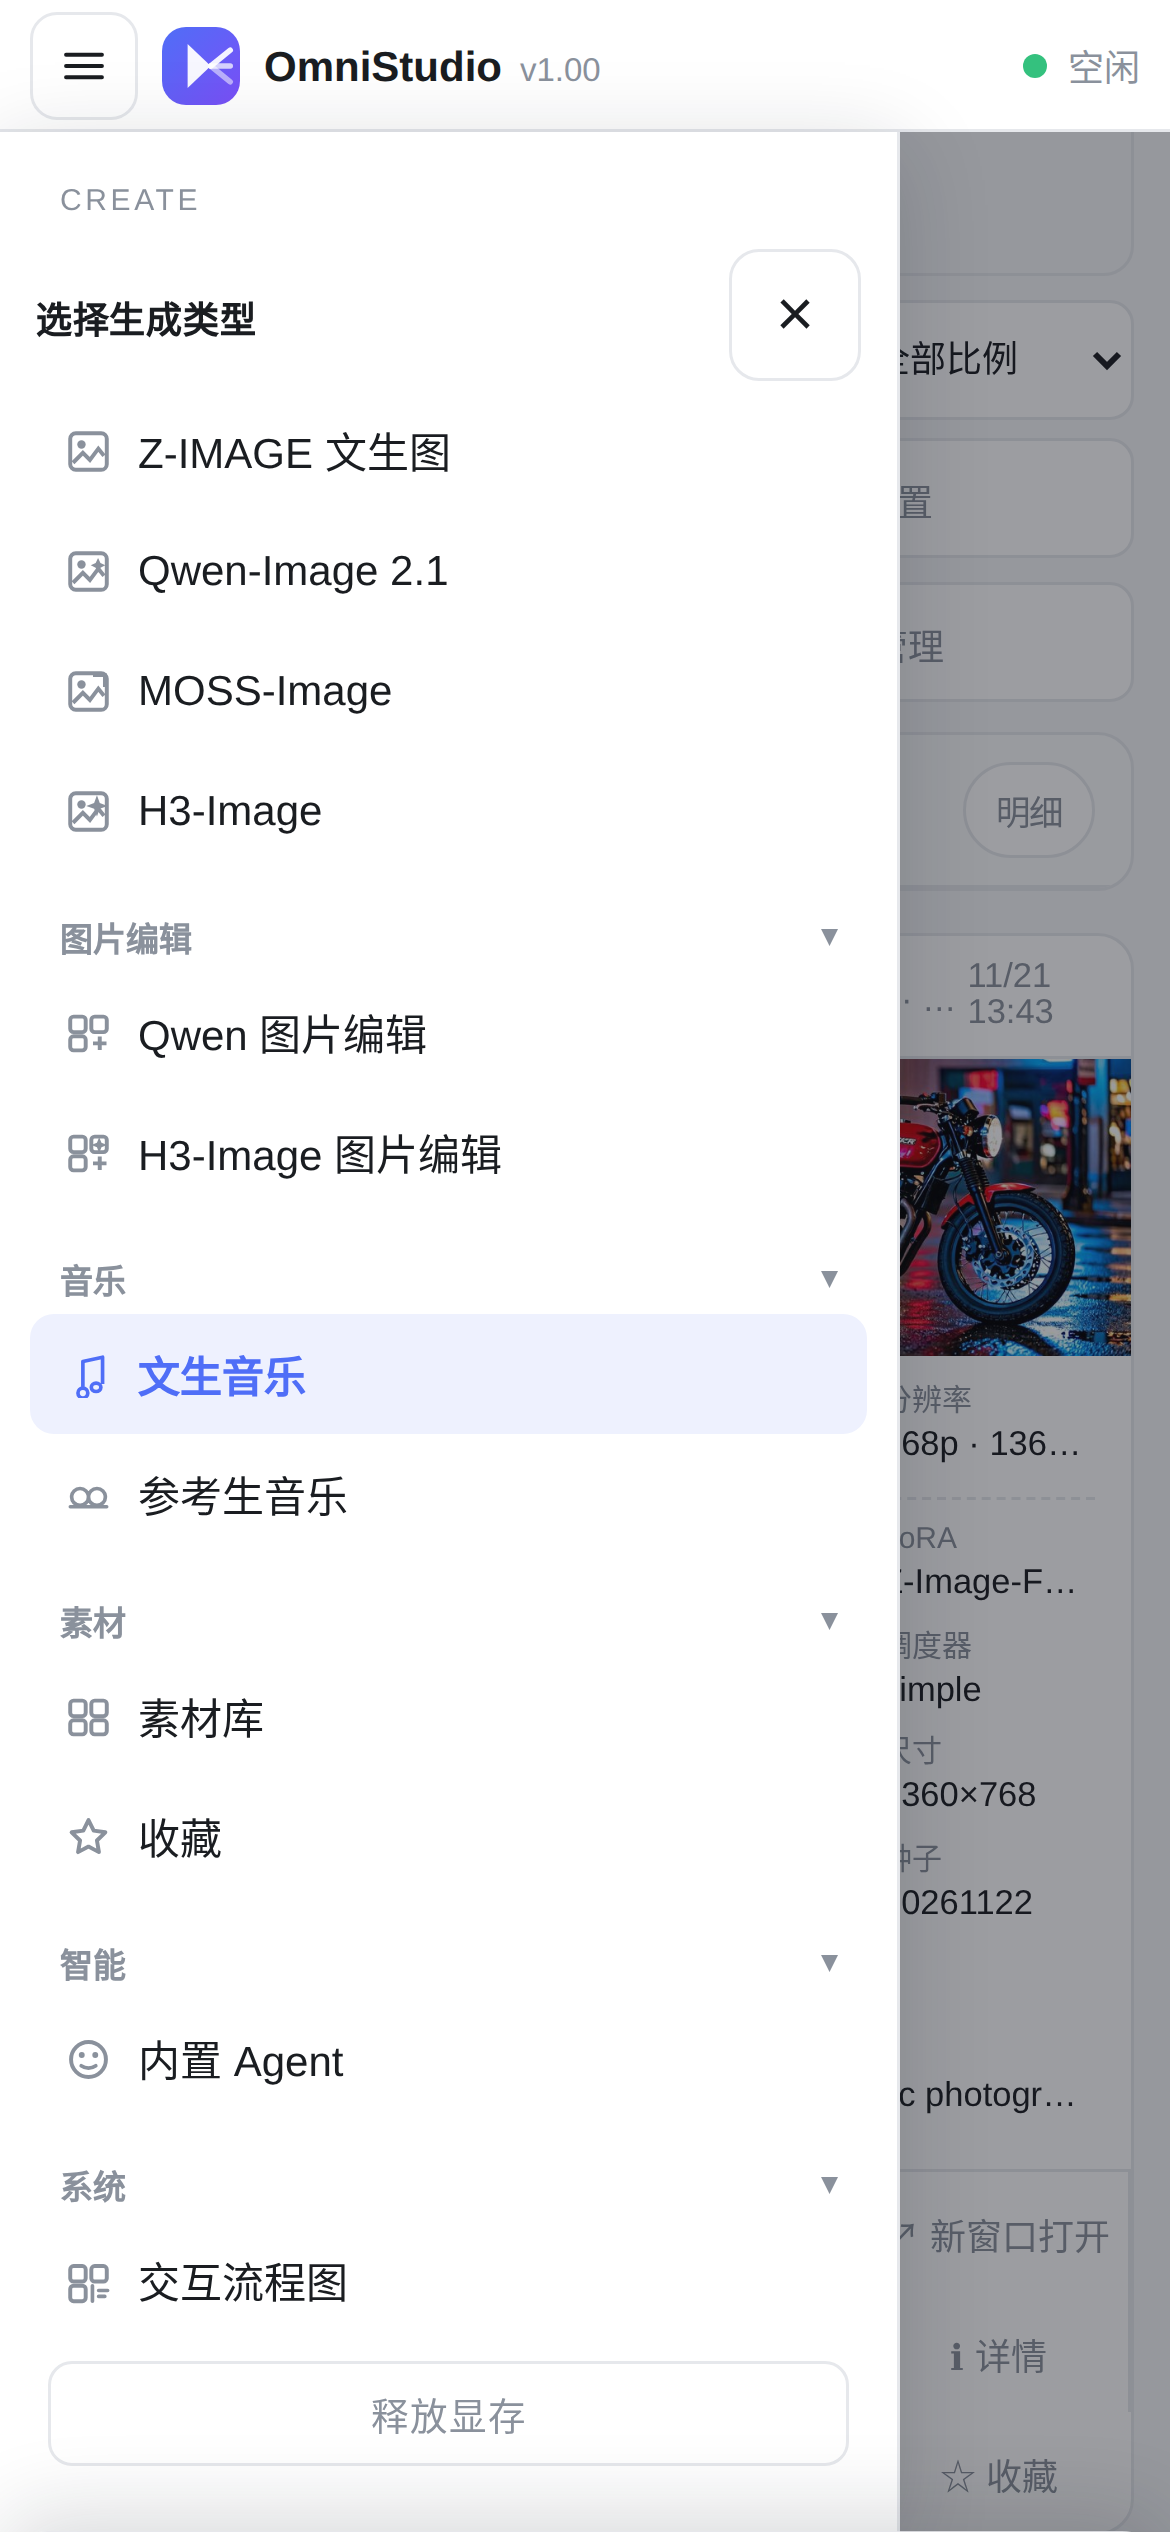 OmniStudio v1.00
空闲
CREATE
选择生成类型
Z-IMAGE 文生图
Qwen-Image 2.1
MOSS-Image
H3-Image
图片编辑
Qwen 图片编辑
H3-Image 图片编辑
音乐
文生音乐
参考生音乐
素材
素材库
收藏
智能
内置 Agent
系统
交互流程图
释放显存
部比例
置
理
明细
· … 11/21
13:43
辨率
68p · 136…
oRA
-Image-F…
度器
imple
寸
360×768
子
0261122
c photogr…
新窗口打开
详情
☆ 收藏